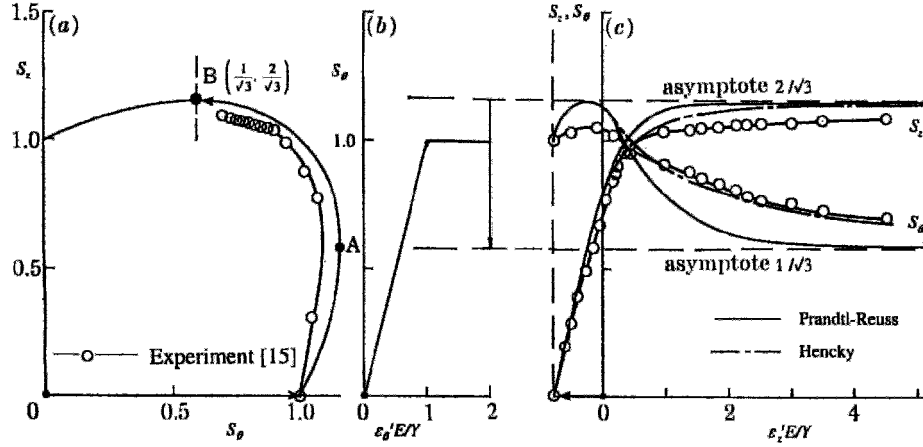 1.5
(a)
S_z
B (1/√3, 2/√3)
1.0
0.5
A
Experiment [15]
0
0.5
1.0
S_θ
(b)
S_θ
1.0
0
1
2
ε_θ'E/Y
S_z, S_θ
(c)
asymptote 2/√3
S_z
S_θ
asymptote 1/√3
Prandtl-Reuss
Hencky
0
2
4
ε_z'E/Y